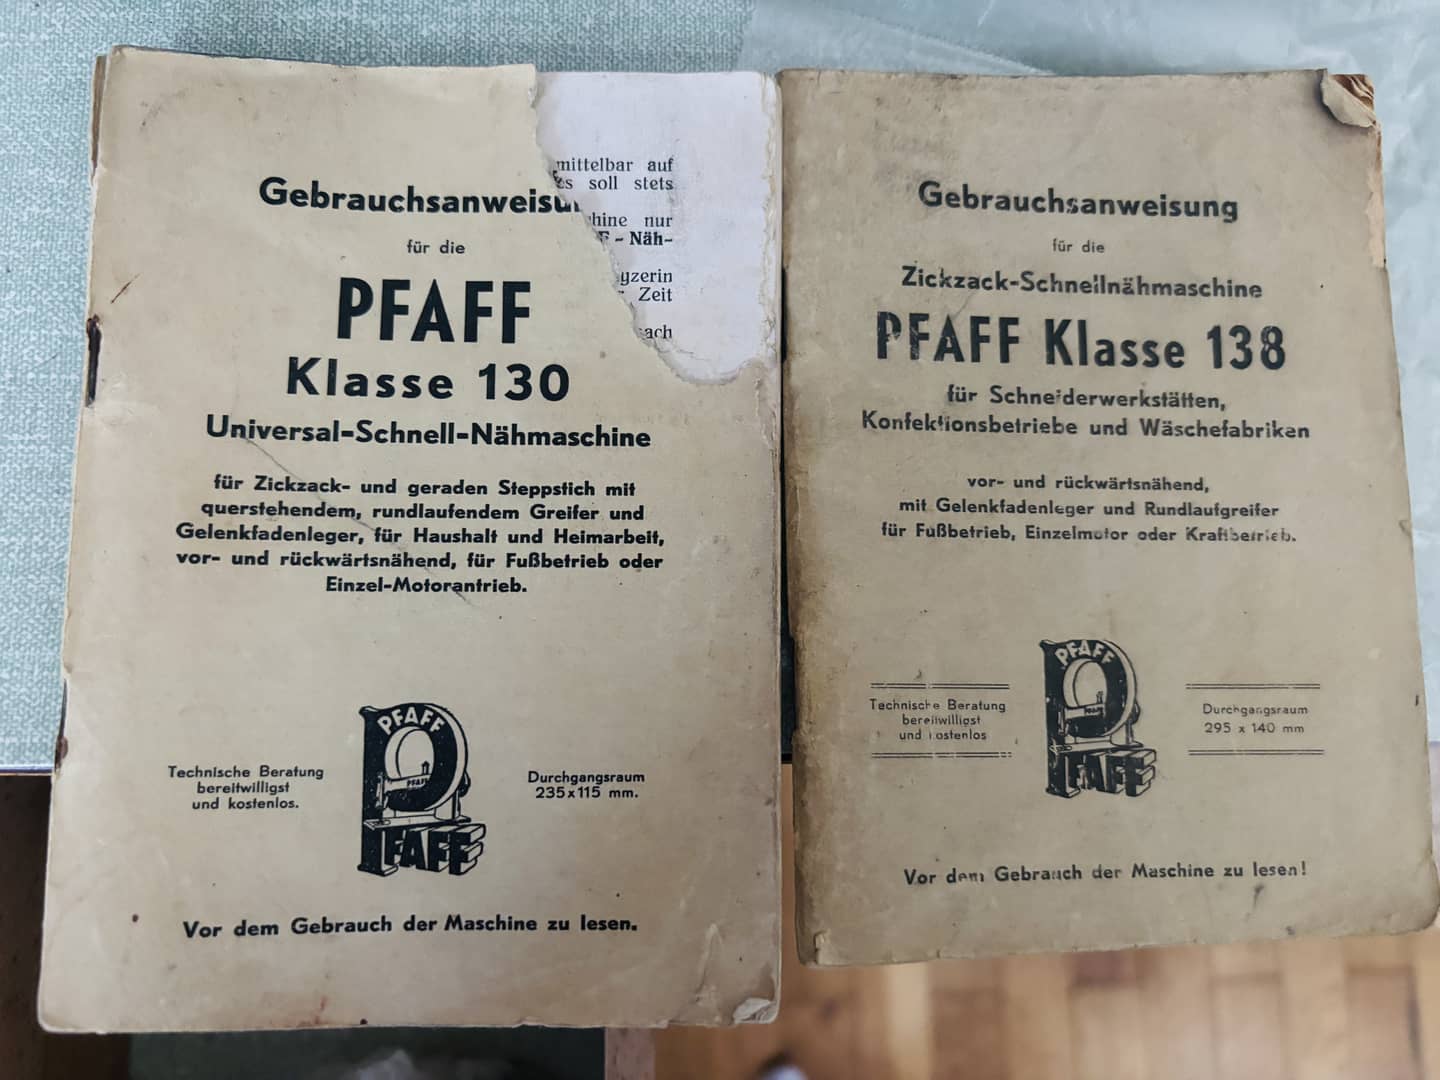 Gebrauchsanweisu
für die
PFAFF
Klasse 130
Universal-Schnell-Nähmaschine
für Zickzack- und geraden Steppstich mit
querstehendem, rundlaufendem Greifer und
Gelenkfadenleger, für Haushalt und Heimarbeit,
vor- und rückwärtsnähend, für Fußbetrieb oder
Einzel-Motorantrieb.
Technische Beratung
bereitwilligst
und kostenlos.
PFAFF
PFAFF
PFAFF
Durchgangsraum
235x115 mm.
Vor dem Gebrauch der Maschine zu lesen.
mittelbar auf
es soll stets
chine nur
F - Näh-
yzerin
r Zeit
ach
Gebrauchsanweisung
für die
Zickzack-Schnellnähmaschine
PFAFF Klasse 138
für Schneiderwerkstätten,
Konfektionsbetriebe und Wäschefabriken
vor- und rückwärtsnähend,
mit Gelenkfadenleger und Rundlaufgreifer
für Fußbetrieb, Einzelmotor oder Kraftbetrieb.
Technische Beratung
bereitwilligst
und kostenlos
PFAFF
PFAFF
PFAFF
Durchgangsraum
295 x 140 mm
Vor dem Gebrauch der Maschine zu lesen!